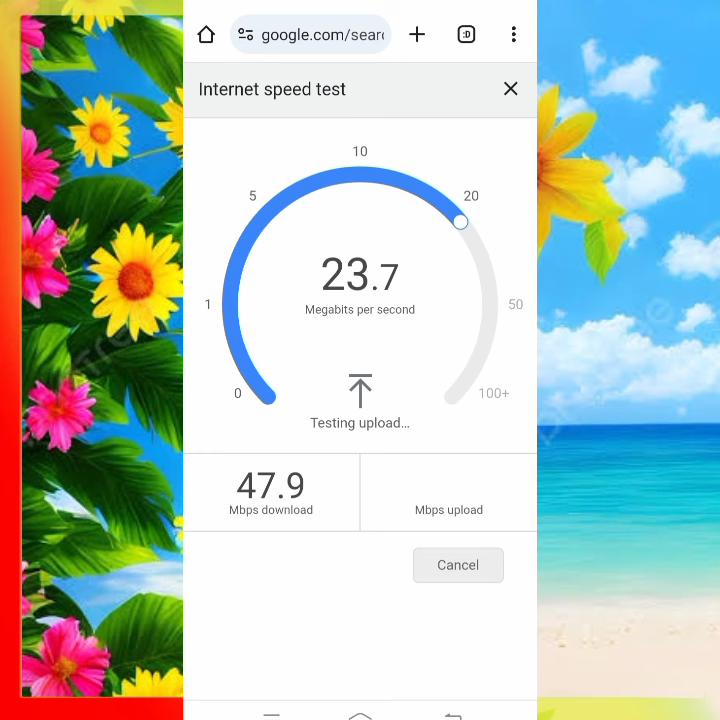 google.com/sear
:D
Internet speed test
10
5
20
23.7
Megabits per second
1
50
0
100+
Testing upload...
47.9
Mbps download
Mbps upload
Cancel